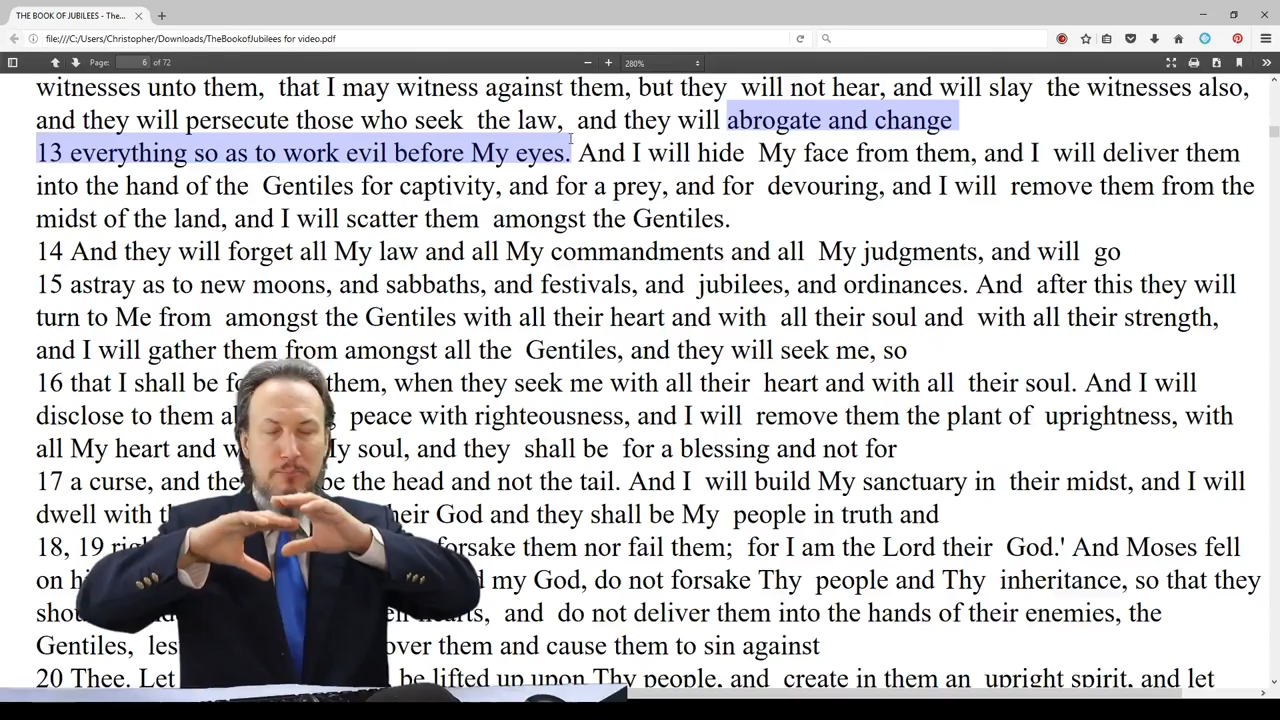 THE BOOK OF JUBILEES - The...
file:///C:/Users/Christopher/Downloads/TheBookofJubilees for video.pdf
Page: 6 of 72 280%
witnesses unto them, that I may witness against them, but they will not hear, and will slay the witnesses also,
and they will persecute those who seek the law, and they will abrogate and change
13 everything so as to work evil before My eyes. And I will hide My face from them, and I will deliver them
into the hand of the Gentiles for captivity, and for a prey, and for devouring, and I will remove them from the
midst of the land, and I will scatter them amongst the Gentiles.
14 And they will forget all My law and all My commandments and all My judgments, and will go
15 astray as to new moons, and sabbaths, and festivals, and jubilees, and ordinances. And after this they will
turn to Me from amongst the Gentiles with all their heart and with all their soul and with all their strength,
and I will gather them from amongst all the Gentiles, and they will seek me, so
16 that I shall be them, when they seek me with all their heart and with all their soul. And I will
disclose to them peace with righteousness, and I will remove them the plant of uprightness, with
all My heart and My soul, and they shall be for a blessing and not for
17 a curse, and be the head and not the tail. And I will build My sanctuary in their midst, and I will
dwell with their God and they shall be My people in truth and
18, 19 forsake them nor fail them; for I am the Lord their God.' And Moses fell
on my God, do not forsake Thy people and Thy inheritance, so that they
hearts, and do not deliver them into the hands of their enemies, the
Gentiles, over them and cause them to sin against
20 Thee. Let be lifted up upon Thy people, and create in them an upright spirit, and let